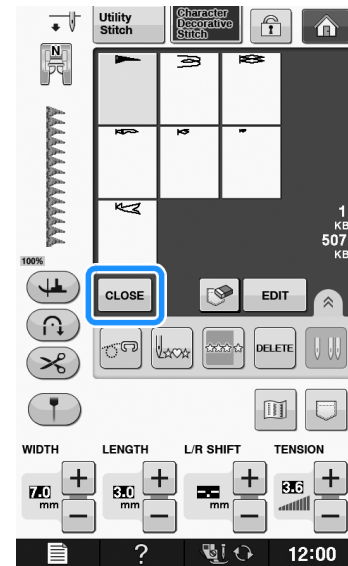 Utility
Stitch
Character
Decorative
Stitch
N
100%
1
KB
507
KB
CLOSE
EDIT
DELETE
WIDTH
LENGTH
L/R SHIFT
TENSION
7.0
mm
3.0
mm
-.-
mm
3.6
?
12:00